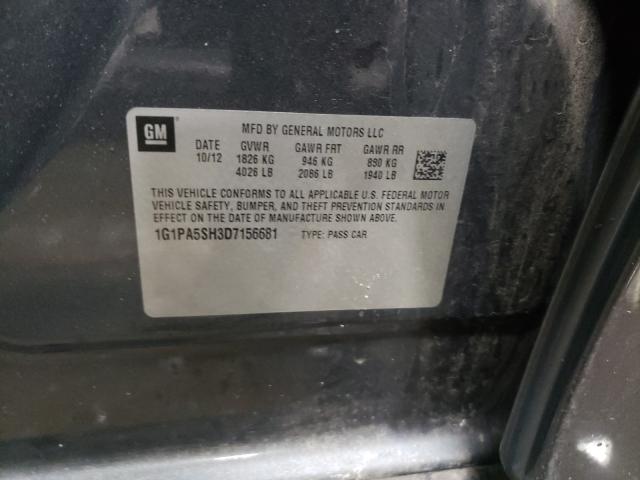 GM
MFD BY GENERAL MOTORS LLC
DATE GVWR GAWR FRT GAWR RR
10/12 1826 KG 946 KG 880 KG
4026 LB 2086 LB 1940 LB
THIS VEHICLE CONFORMS TO ALL APPLICABLE U.S. FEDERAL MOTOR
VEHICLE SAFETY, BUMPER, AND THEFT PREVENTION STANDARDS IN
EFFECT ON THE DATE OF MANUFACTURE SHOWN ABOVE.
1G1PA5SH3D7156681 TYPE: PASS CAR